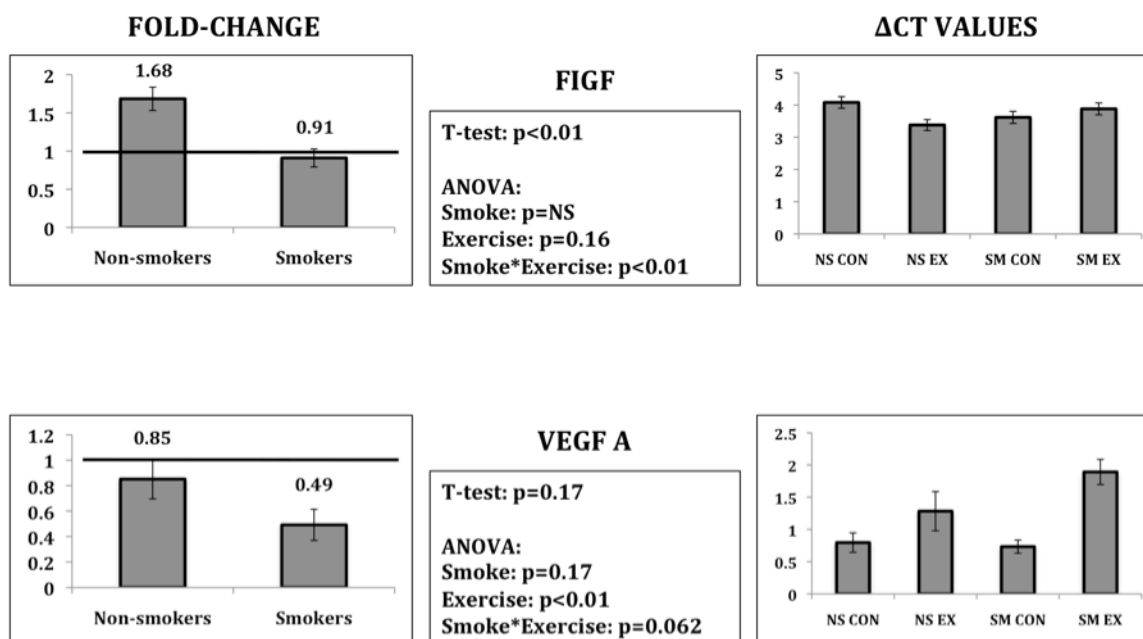 FOLD-CHANGE
ΔCT VALUES
FIGF
2
1.5
1
0.5
0
1.68
0.91
Non-smokers
Smokers
T-test: p<0.01
ANOVA:
Smoke: p=NS
Exercise: p=0.16
Smoke*Exercise: p<0.01
5
4
3
2
1
0
NS CON
NS EX
SM CON
SM EX
VEGF A
1.2
1
0.8
0.6
0.4
0.2
0
0.85
0.49
Non-smokers
Smokers
T-test: p=0.17
ANOVA:
Smoke: p=0.17
Exercise: p<0.01
Smoke*Exercise: p=0.062
2.5
2
1.5
1
0.5
0
NS CON
NS EX
SM CON
SM EX